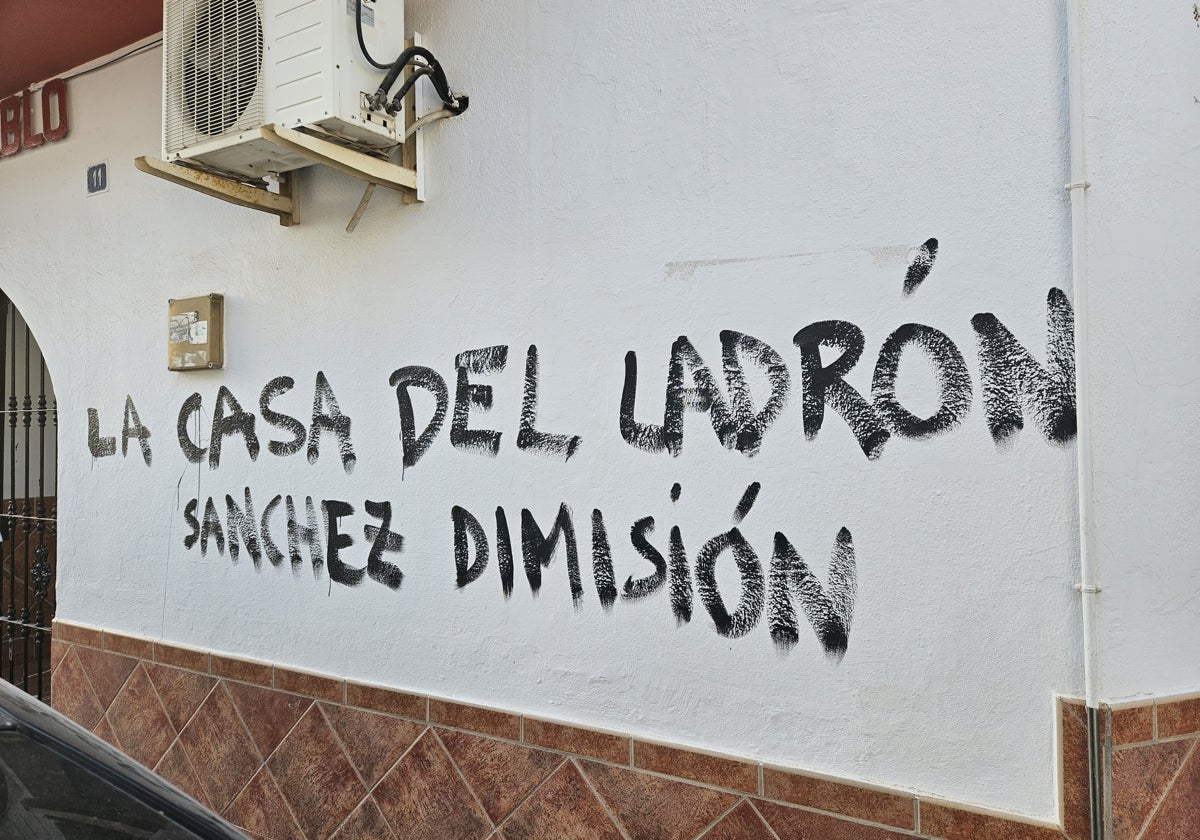 BLO
11
LA CASA DEL LADRÓN
SANCHEZ DIMISIÓN